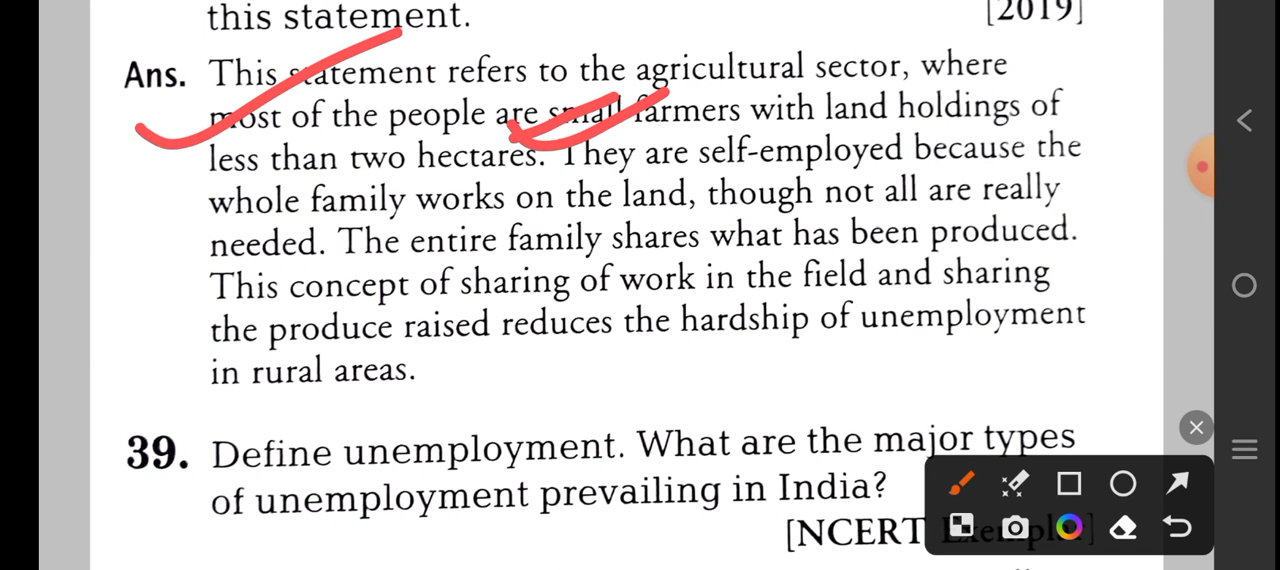 this statement.
[2019]
Ans. This statement refers to the agricultural sector, where
most of the people are small farmers with land holdings of
less than two hectares. They are self-employed because the
whole family works on the land, though not all are really
needed. The entire family shares what has been produced.
This concept of sharing of work in the field and sharing
the produce raised reduces the hardship of unemployment
in rural areas.
39. Define unemployment. What are the major types
of unemployment prevailing in India?
[NCERT Exemplar]